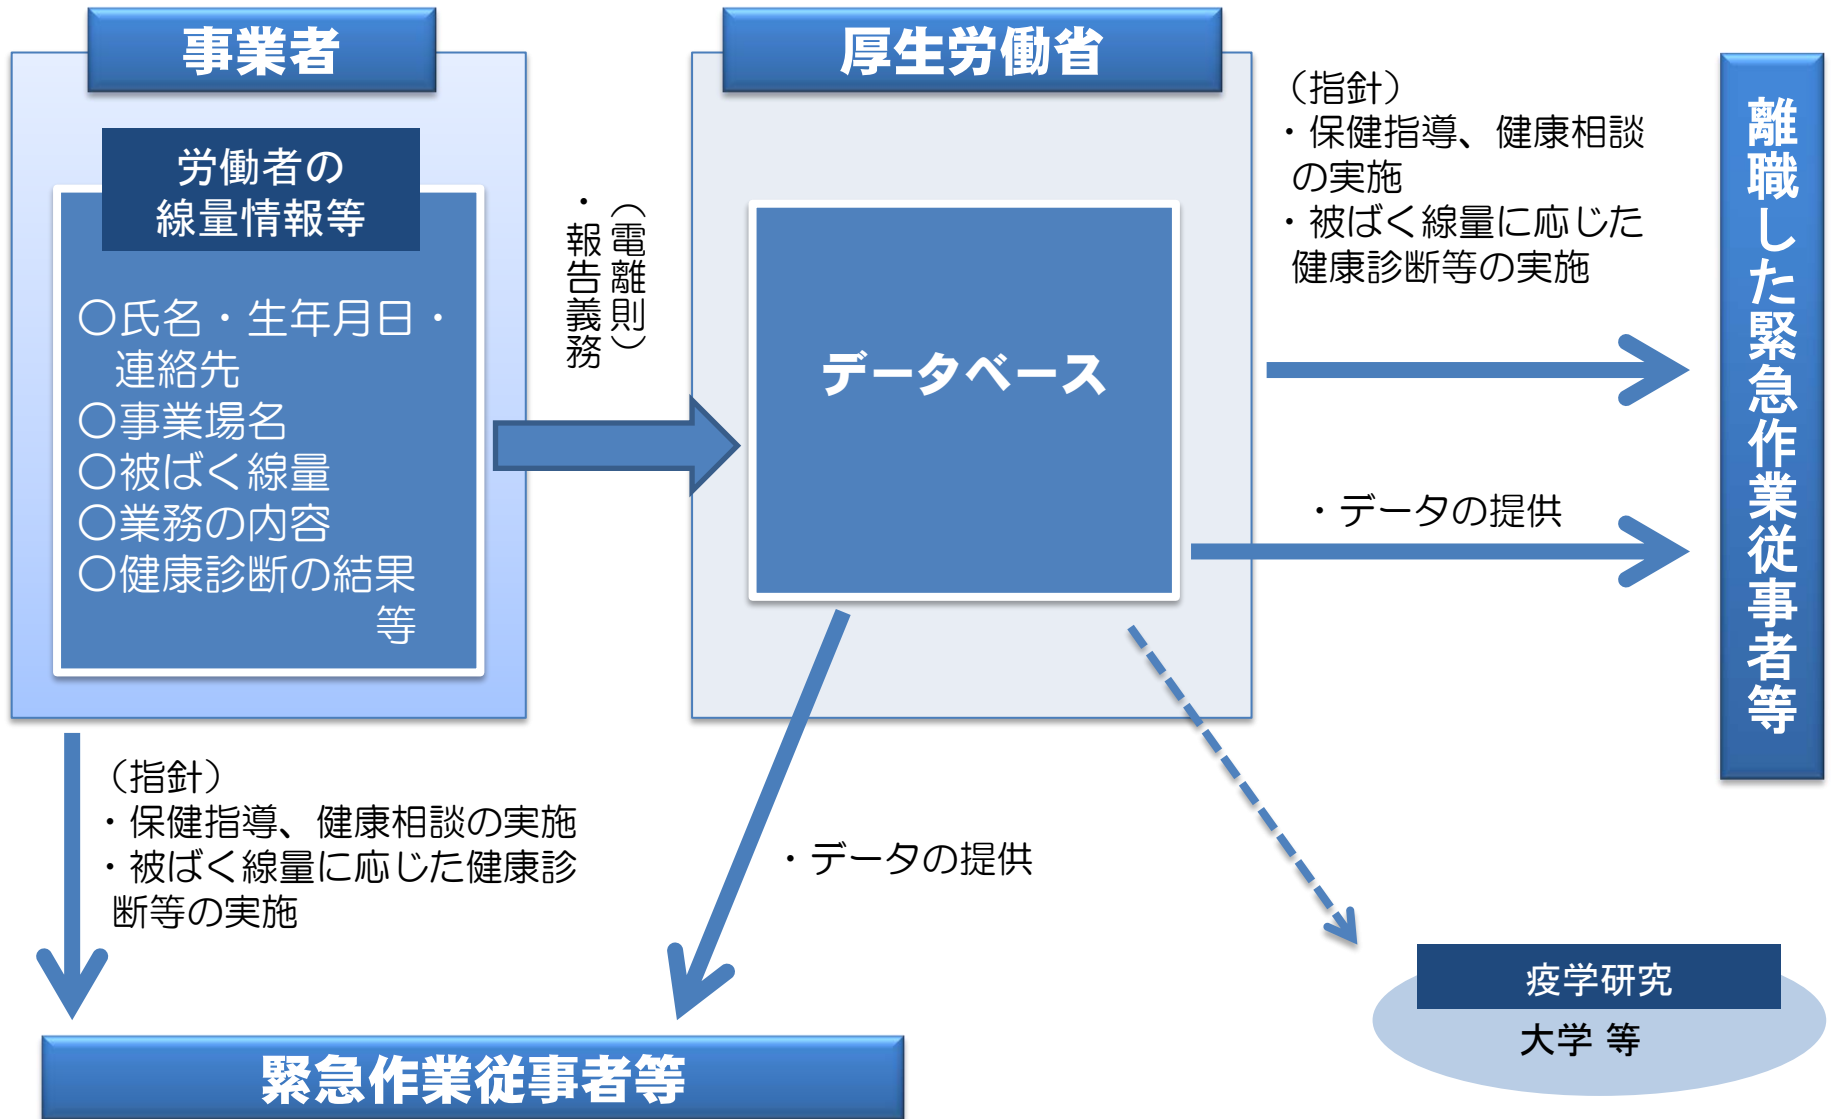 事業者
労働者の
線量情報等
○氏名・生年月日・
連絡先
○事業場名
○被ばく線量
○業務の内容
○健康診断の結果
等
（電離則）
・報告義務
厚生労働省
データベース
（指針）
・保健指導、健康相談
の実施
・被ばく線量に応じた
健康診断等の実施
・データの提供
離職した緊急作業従事者等
（指針）
・保健指導、健康相談の実施
・被ばく線量に応じた健康診
断等の実施
・データの提供
緊急作業従事者等
疫学研究
大学 等